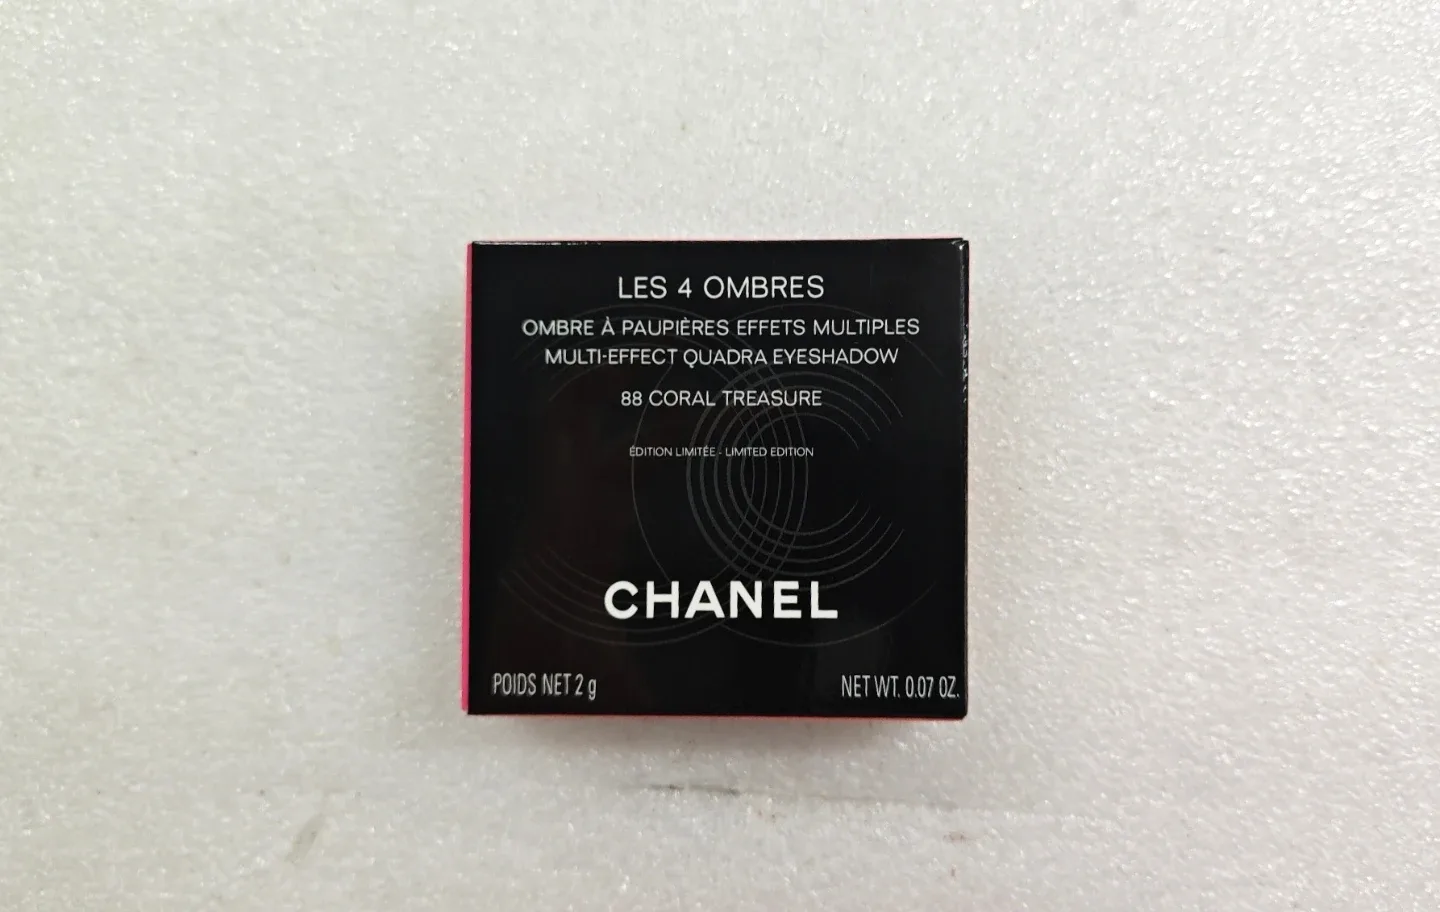 LES 4 OMBRES
OMBRE À PAUPIÈRES EFFETS MULTIPLES
MULTI-EFFECT QUADRA EYESHADOW
88 CORAL TREASURE
ÉDITION LIMITÉE - LIMITED EDITION
CHANEL
POIDS NET 2 g
NET WT. 0.07 OZ.